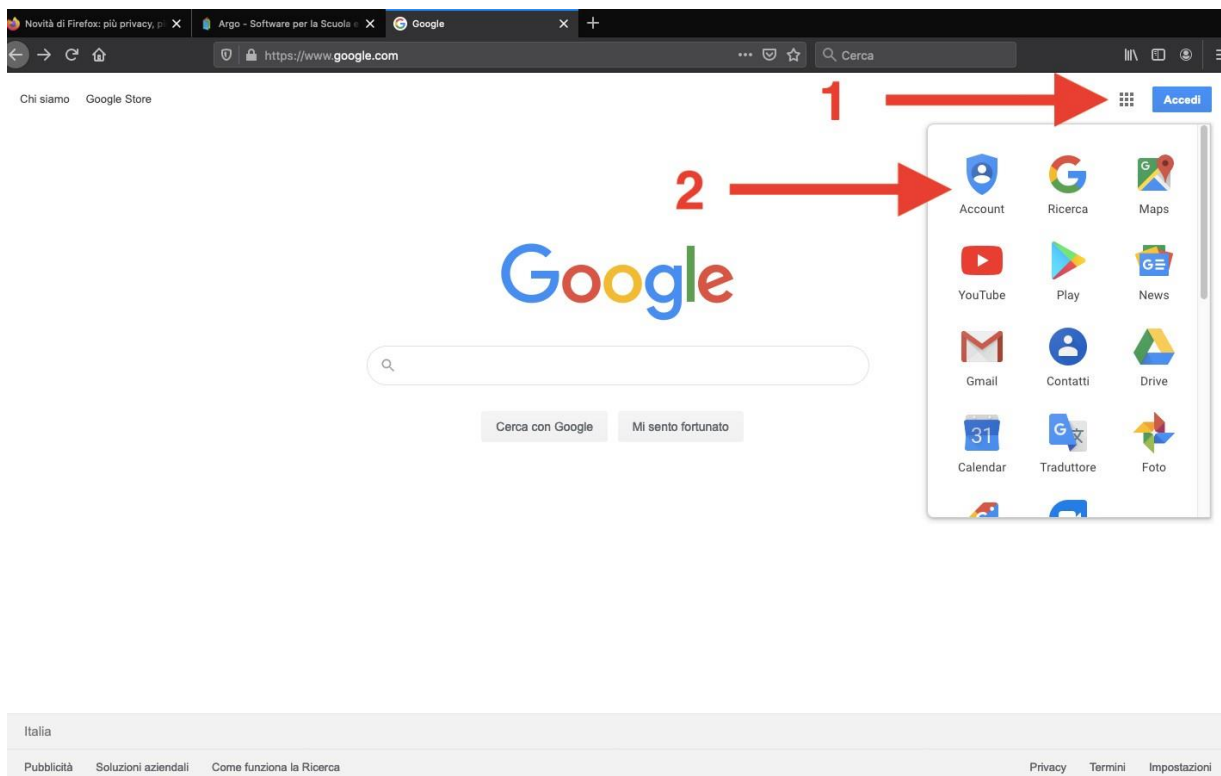 Novità di Firefox: più privacy, pi
Argo - Software per la Scuola e
Google
https://www.google.com
Cerca
Chi siamo Google Store
1
Accedi
2
Account Ricerca Maps
G
YouTube Play News
GE
Gmail Contatti Drive
31
G
Calendar Traduttore Foto
Google
Cerca con Google Mi sento fortunato
Italia
Pubblicità Soluzioni aziendali Come funziona la Ricerca
Privacy Termini Impostazioni